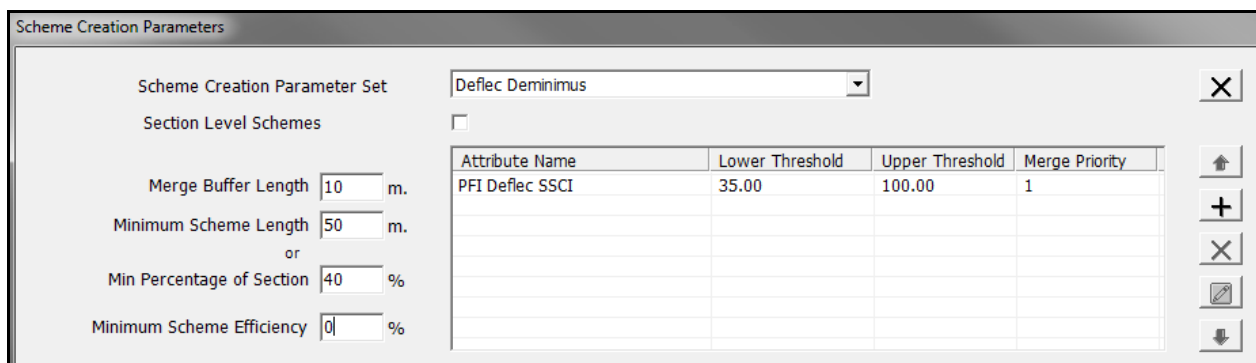 Scheme Creation Parameters
Scheme Creation Parameter Set Deflec Deminimus
Section Level Schemes
Attribute Name Lower Threshold Upper Threshold Merge Priority
PFI Deflec SSCI 35.00 100.00 1
Merge Buffer Length 10 m.
Minimum Scheme Length 50 m.
or
Min Percentage of Section 40 %
Minimum Scheme Efficiency 0 %